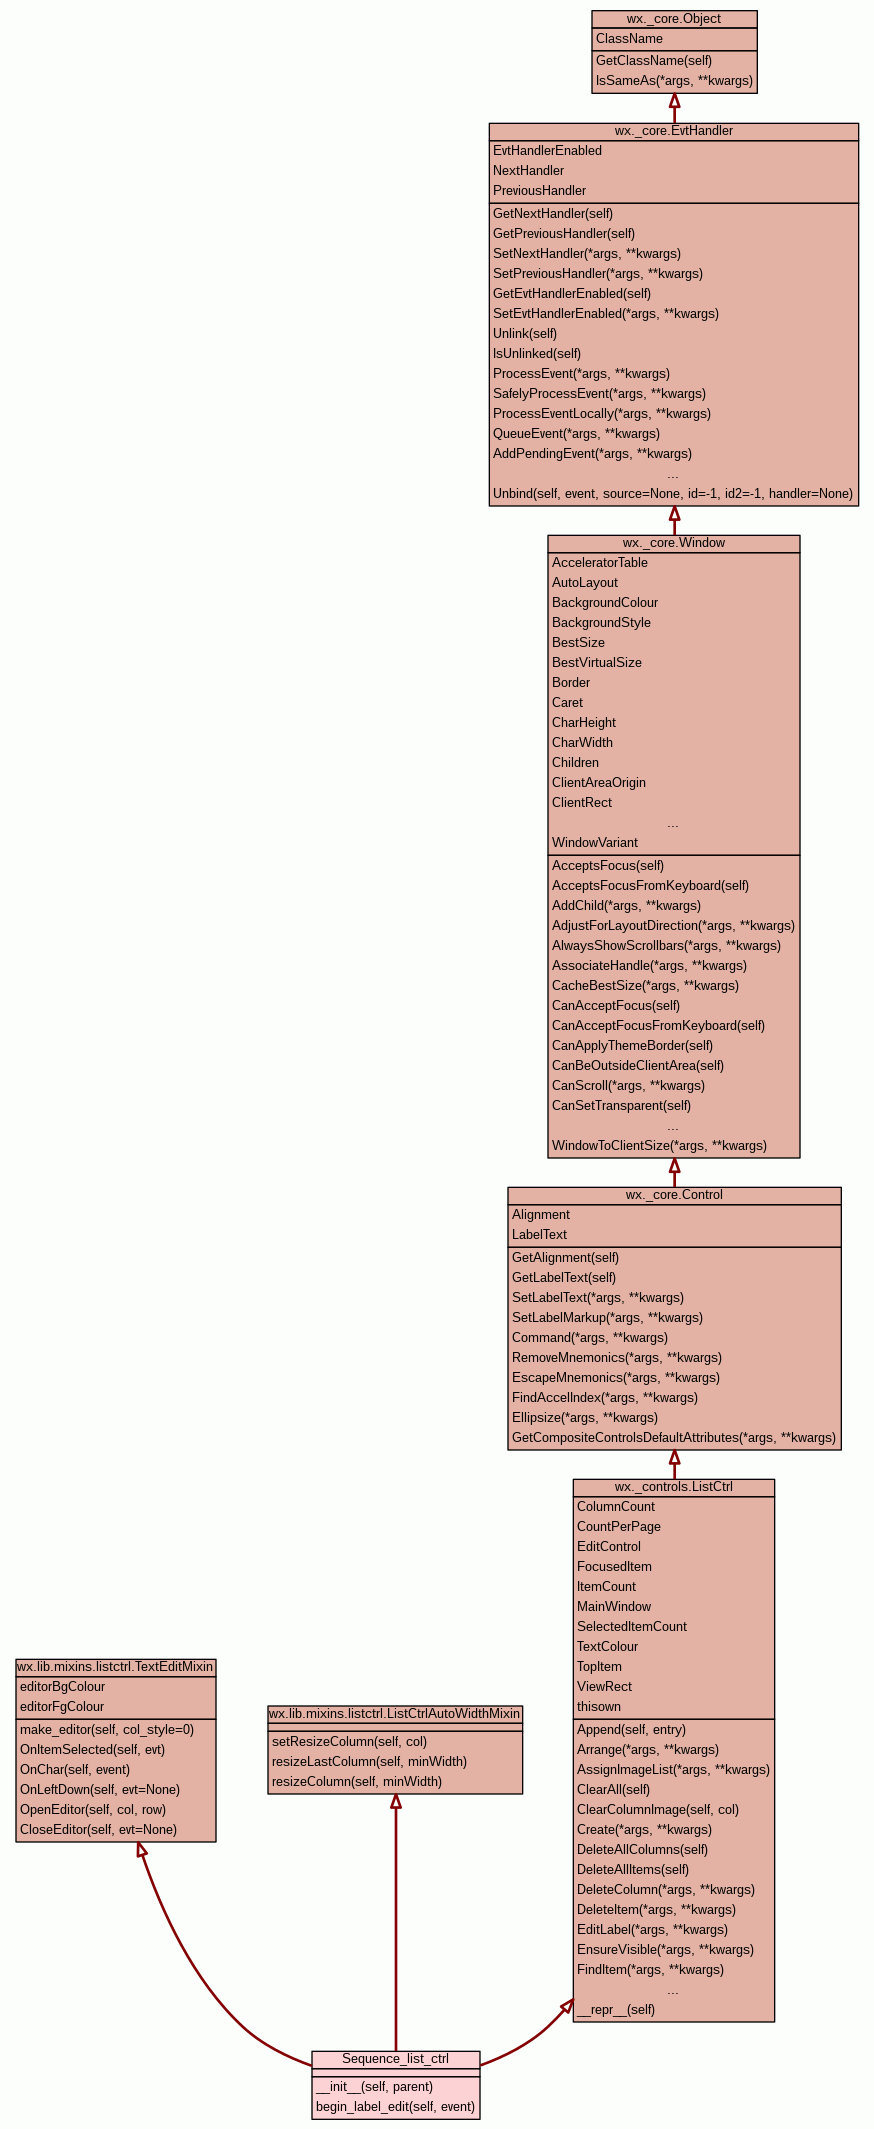 wx._core.Object
ClassName
GetClassName(self)
IsSameAs(*args, **kwargs)
wx._core.EvtHandler
EvtHandlerEnabled
NextHandler
PreviousHandler
GetNextHandler(self)
GetPreviousHandler(self)
SetNextHandler(*args, **kwargs)
SetPreviousHandler(*args, **kwargs)
GetEvtHandlerEnabled(self)
SetEvtHandlerEnabled(*args, **kwargs)
Unlink(self)
IsUnlinked(self)
ProcessEvent(*args, **kwargs)
SafelyProcessEvent(*args, **kwargs)
ProcessEventLocally(*args, **kwargs)
QueueEvent(*args, **kwargs)
AddPendingEvent(*args, **kwargs)
...
Unbind(self, event, source=None, id=-1, id2=-1, handler=None)
wx._core.Window
AcceleratorTable
AutoLayout
BackgroundColour
BackgroundStyle
BestSize
BestVirtualSize
Border
Caret
CharHeight
CharWidth
Children
ClientAreaOrigin
ClientRect
...
WindowVariant
AcceptsFocus(self)
AcceptsFocusFromKeyboard(self)
AddChild(*args, **kwargs)
AdjustForLayoutDirection(*args, **kwargs)
AlwaysShowScrollbars(*args, **kwargs)
AssociateHandle(*args, **kwargs)
CacheBestSize(*args, **kwargs)
CanAcceptFocus(self)
CanAcceptFocusFromKeyboard(self)
CanApplyThemeBorder(self)
CanBeOutsideClientArea(self)
CanScroll(*args, **kwargs)
CanSetTransparent(self)
...
WindowToClientSize(*args, **kwargs)
wx._core.Control
Alignment
LabelText
GetAlignment(self)
GetLabelText(self)
SetLabelText(*args, **kwargs)
SetLabelMarkup(*args, **kwargs)
Command(*args, **kwargs)
RemoveMnemonics(*args, **kwargs)
EscapeMnemonics(*args, **kwargs)
FindAccelIndex(*args, **kwargs)
Ellipsize(*args, **kwargs)
GetCompositeControlsDefaultAttributes(*args, **kwargs)
wx._controls.ListCtrl
ColumnCount
CountPerPage
EditControl
FocusedItem
ItemCount
MainWindow
SelectedItemCount
TextColour
TopItem
ViewRect
thisown
Append(self, entry)
Arrange(*args, **kwargs)
AssignImageList(*args, **kwargs)
ClearAll(self)
ClearColumnImage(self, col)
Create(*args, **kwargs)
DeleteAllColumns(self)
DeleteAllItems(self)
DeleteColumn(*args, **kwargs)
DeleteItem(*args, **kwargs)
EditLabel(*args, **kwargs)
EnsureVisible(*args, **kwargs)
FindItem(*args, **kwargs)
...
__repr__(self)
wx.lib.mixins.listctrl.TextEditMixin
editorBgColour
editorFgColour
make_editor(self, col_style=0)
OnItemSelected(self, evt)
OnChar(self, event)
OnLeftDown(self, evt=None)
OpenEditor(self, col, row)
CloseEditor(self, evt=None)
wx.lib.mixins.listctrl.ListCtrlAutoWidthMixin
setResizeColumn(self, col)
resizeLastColumn(self, minWidth)
resizeColumn(self, minWidth)
Sequence_list_ctrl
__init__(self, parent)
begin_label_edit(self, event)